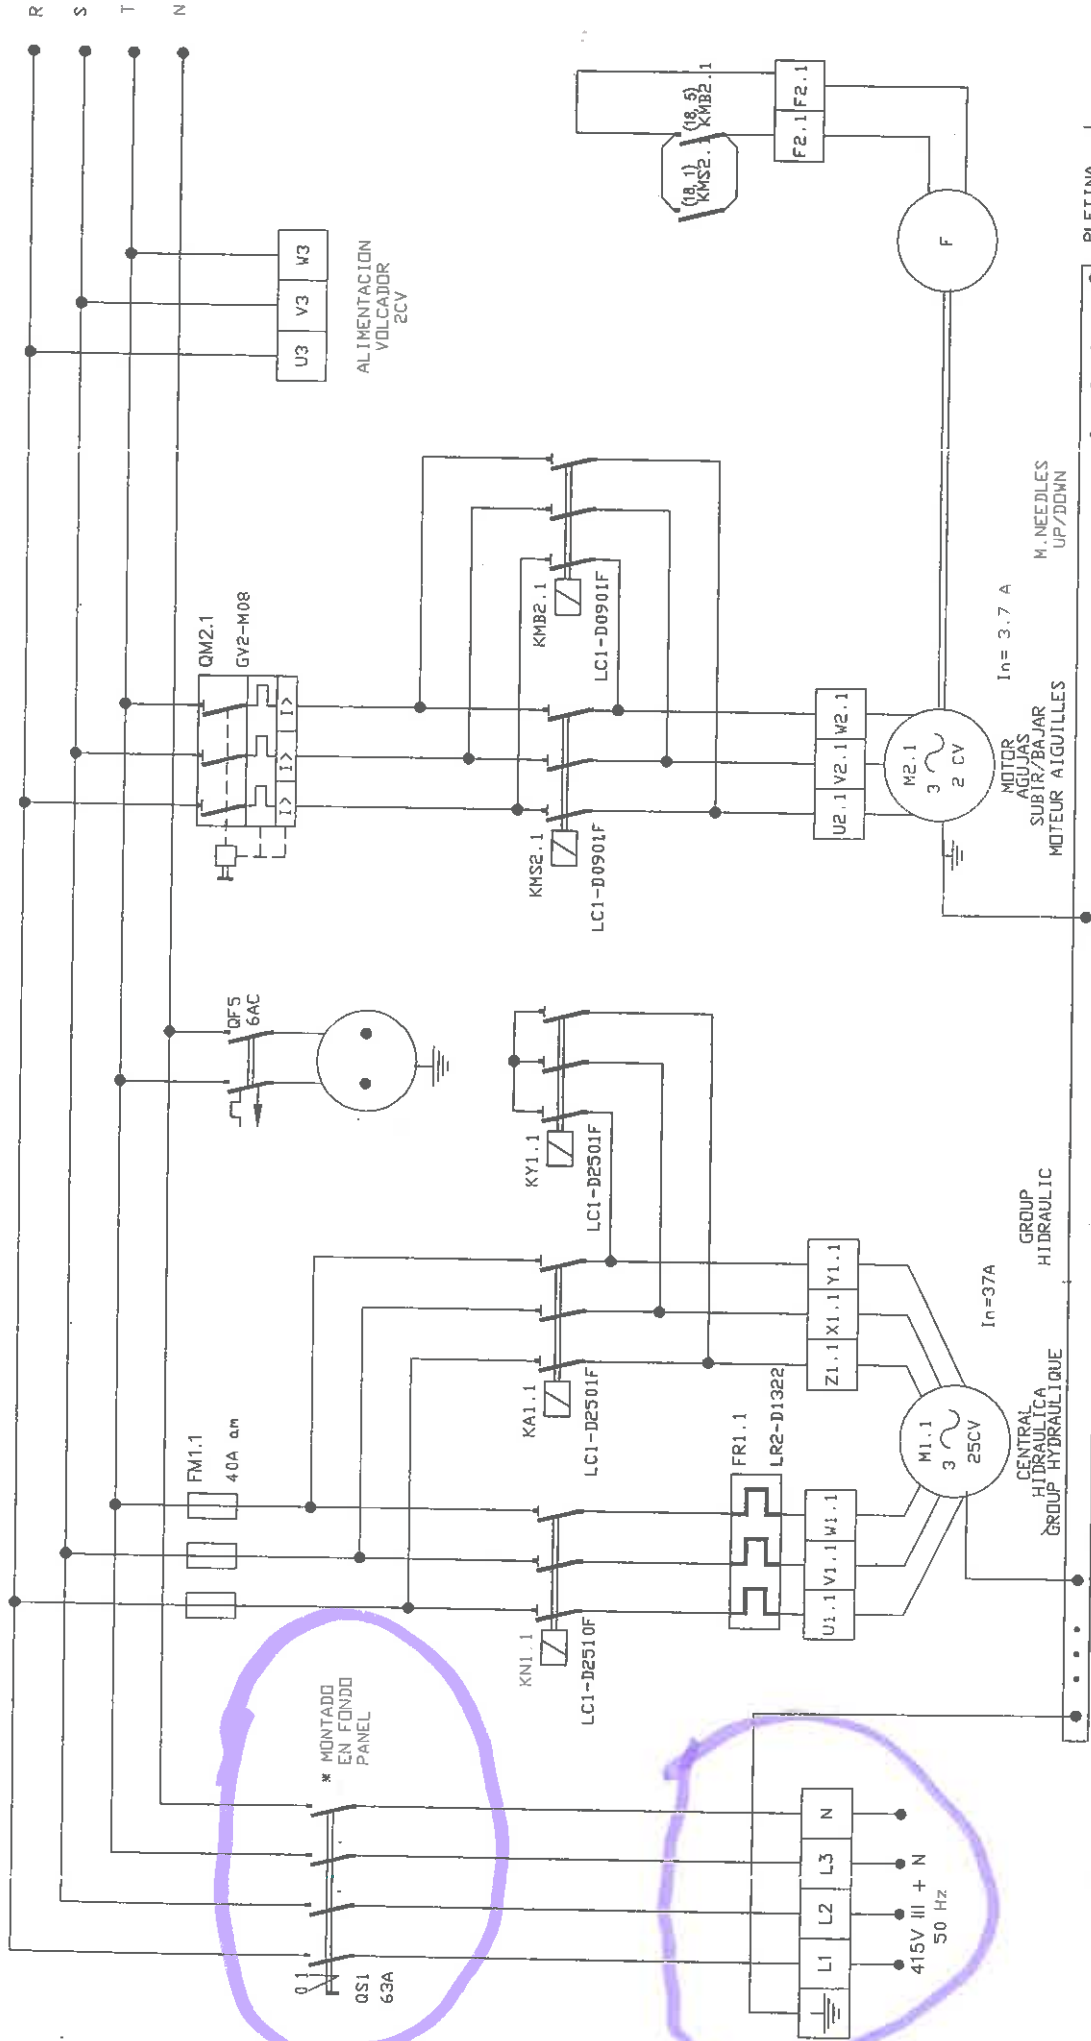 R
S
T
N
U3 V3 W3
ALIMENTACION
VOLCADOR
2CV
(18,1)
(18,5)
KMB2.1
F2.1 F2.1
F
QM2.1
GV2-M08
I> I> I>
KMS2.1
LC1-D0901F
KMB2.1
LC1-D0901F
U2.1 V2.1 W2.1
M2.1
3
2 CV
In= 3.7 A
MOTOR
AGUJAS
SUBIR/BAJAR
MOTEUR AIGUILLES
M.NEEDLES
UP/DOWN
QF5
6AC
FM1.1
40A am
KN1.1
LC1-D2510F
KA1.1
LC1-D2501F
KY1.1
LC1-D2501F
FR1.1
LR2-D1322
U1.1 V1.1 W1.1
Z1.1 X1.1 Y1.1
M1.1
3
25CV
In=37A
CENTRAL
HIDRAULICA
GROUP HYDRAULIQUE
GROUP
HIDRAULIC
* MONTADO
EN FONDO
PANEL
0 1
QS1
63A
L1 L2 L3 N
415V III + N
50 Hz